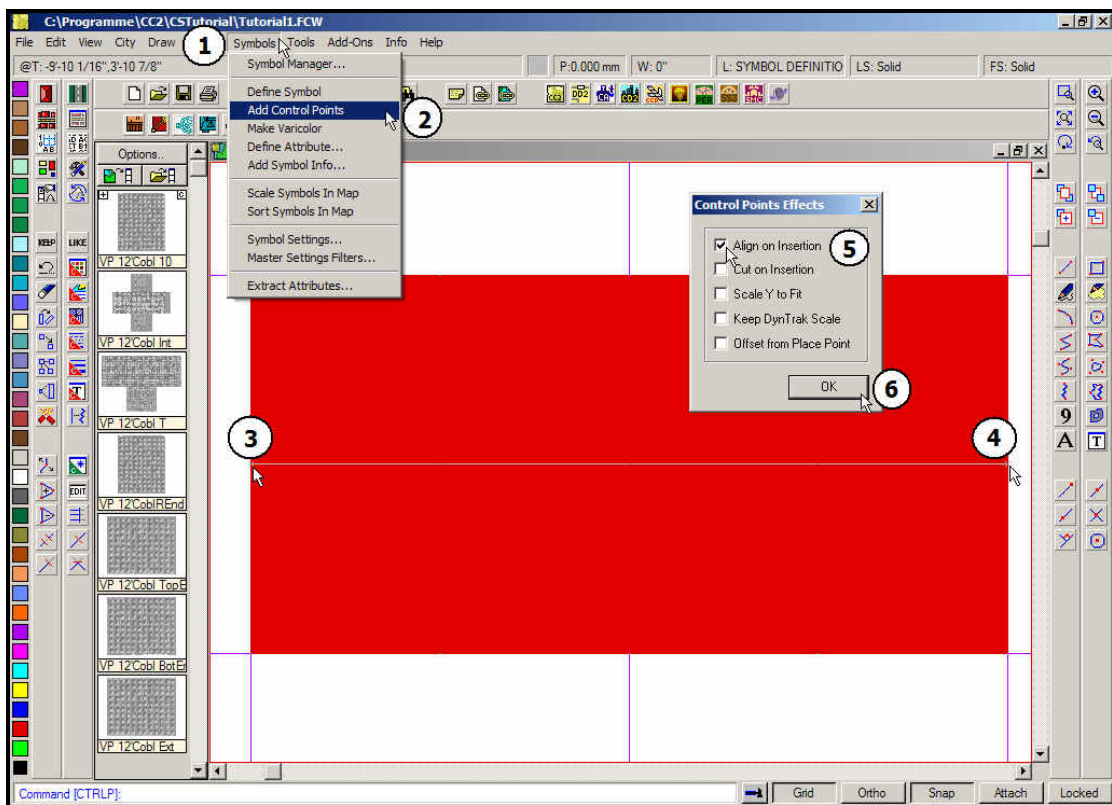 C:\Programme\CC2\CSTutorial\Tutorial1.FCW
File Edit View City Draw Symbols Tools Add-Ons Info Help
1
@T: -9'-10 1/16",3'-10 7/8"
P:0.000 mm
W: 0"
L: SYMBOL DEFINITIO
LS: Solid
FS: Solid
Symbol Manager...
Define Symbol
Add Control Points
2
Make Varicolor
Define Attribute...
Add Symbol Info...
Scale Symbols In Map
Sort Symbols In Map
Symbol Settings...
Master Settings Filters...
Extract Attributes...
Options..
VP 12'Cobl 10
VP 12'Cobl Int
VP 12'Cobl T
VP 12'CoblREnd
VP 12'Cobl TopE
VP 12'Cobl BotEr
VP 12'Cobl Ext
KEEP
LIKE
EDIT
Control Points Effects
Align on Insertion
5
Cut on Insertion
Scale Y to Fit
Keep DynTrak Scale
Offset from Place Point
OK
6
3
4
9
A
T
Command [CTRLP]:
Grid
Ortho
Snap
Attach
Locked